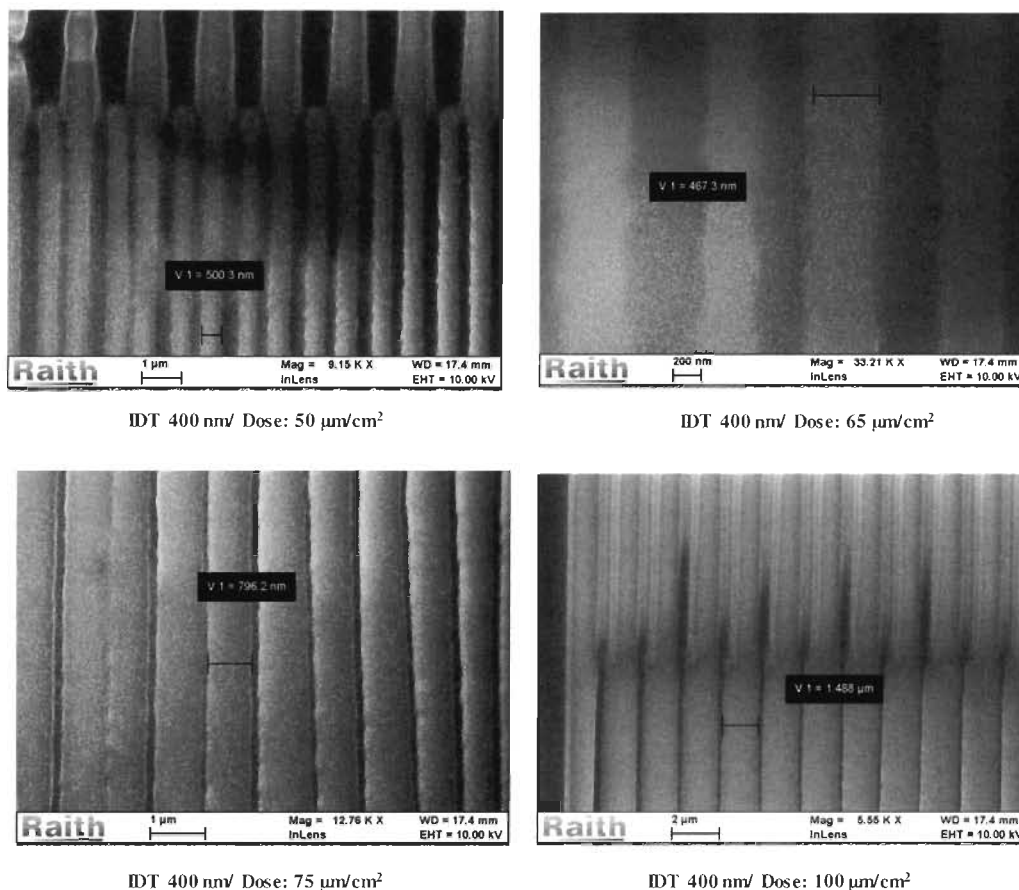 V 1 = 500.3 nm
Raith
1 µm
Mag = 9.15 K X
WD = 17.4 mm
InLens
EHT = 10.00 kV
IDT 400 nm/ Dose: 50 µm/cm²
V 1 = 467.3 nm
Raith
200 nm
Mag = 33.21 K X
WD = 17.4 mm
InLens
EHT = 10.00 kV
IDT 400 nm/ Dose: 65 µm/cm²
V 1 = 796.2 nm
Raith
1 µm
Mag = 12.76 K X
WD = 17.4 mm
InLens
EHT = 10.00 kV
IDT 400 nm/ Dose: 75 µm/cm²
V 1 = 1.488 µm
Raith
2 µm
Mag = 5.55 K X
WD = 17.4 mm
InLens
EHT = 10.00 kV
IDT 400 nm/ Dose: 100 µm/cm²